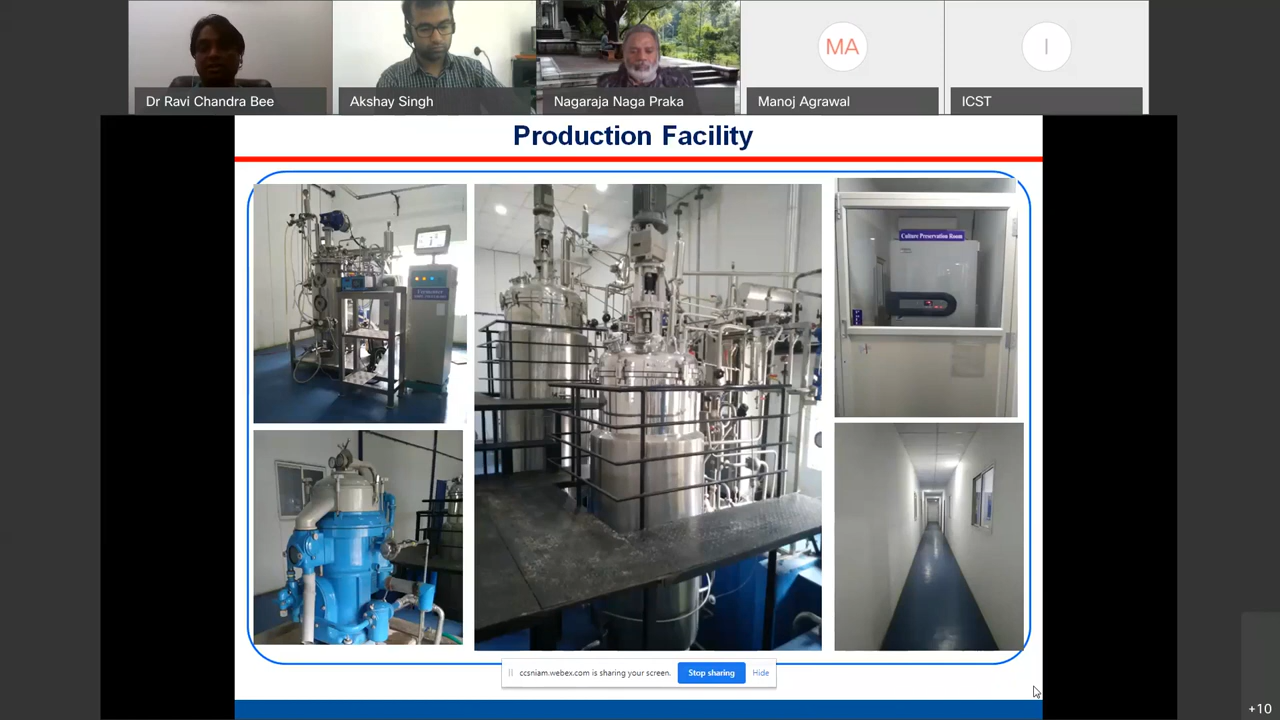 Dr Ravi Chandra Bee
Akshay Singh
Nagaraja Naga Praka
MA
Manoj Agrawal
I
ICST
Production Facility
Culture Preservation Room
ccsniam.webex.com is sharing your screen.
Stop sharing
Hide
+10